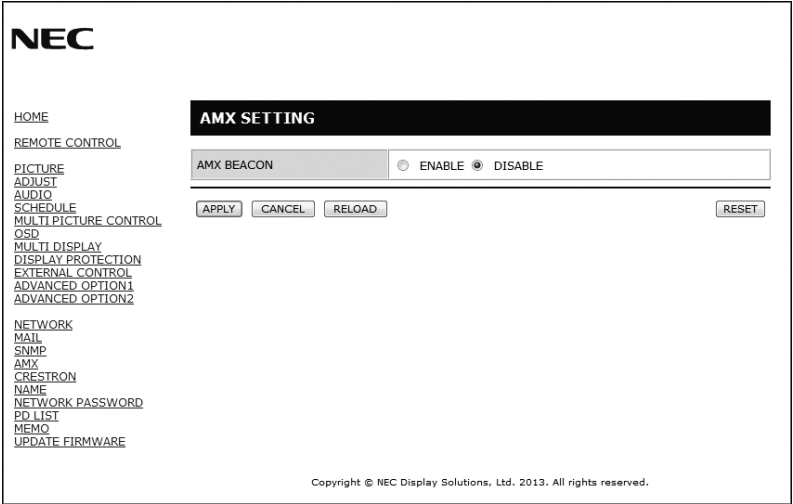 NEC
HOME
REMOTE CONTROL
PICTURE
ADJUST
AUDIO
SCHEDULE
MULTI PICTURE CONTROL
OSD
MULTI DISPLAY
DISPLAY PROTECTION
EXTERNAL CONTROL
ADVANCED OPTION1
ADVANCED OPTION2
NETWORK
MAIL
SNMP
AMX
CRESTRON
NAME
NETWORK PASSWORD
PD LIST
MEMO
UPDATE FIRMWARE
AMX SETTING
AMX BEACON ENABLE DISABLE
APPLY CANCEL RELOAD RESET
Copyright © NEC Display Solutions, Ltd. 2013. All rights reserved.